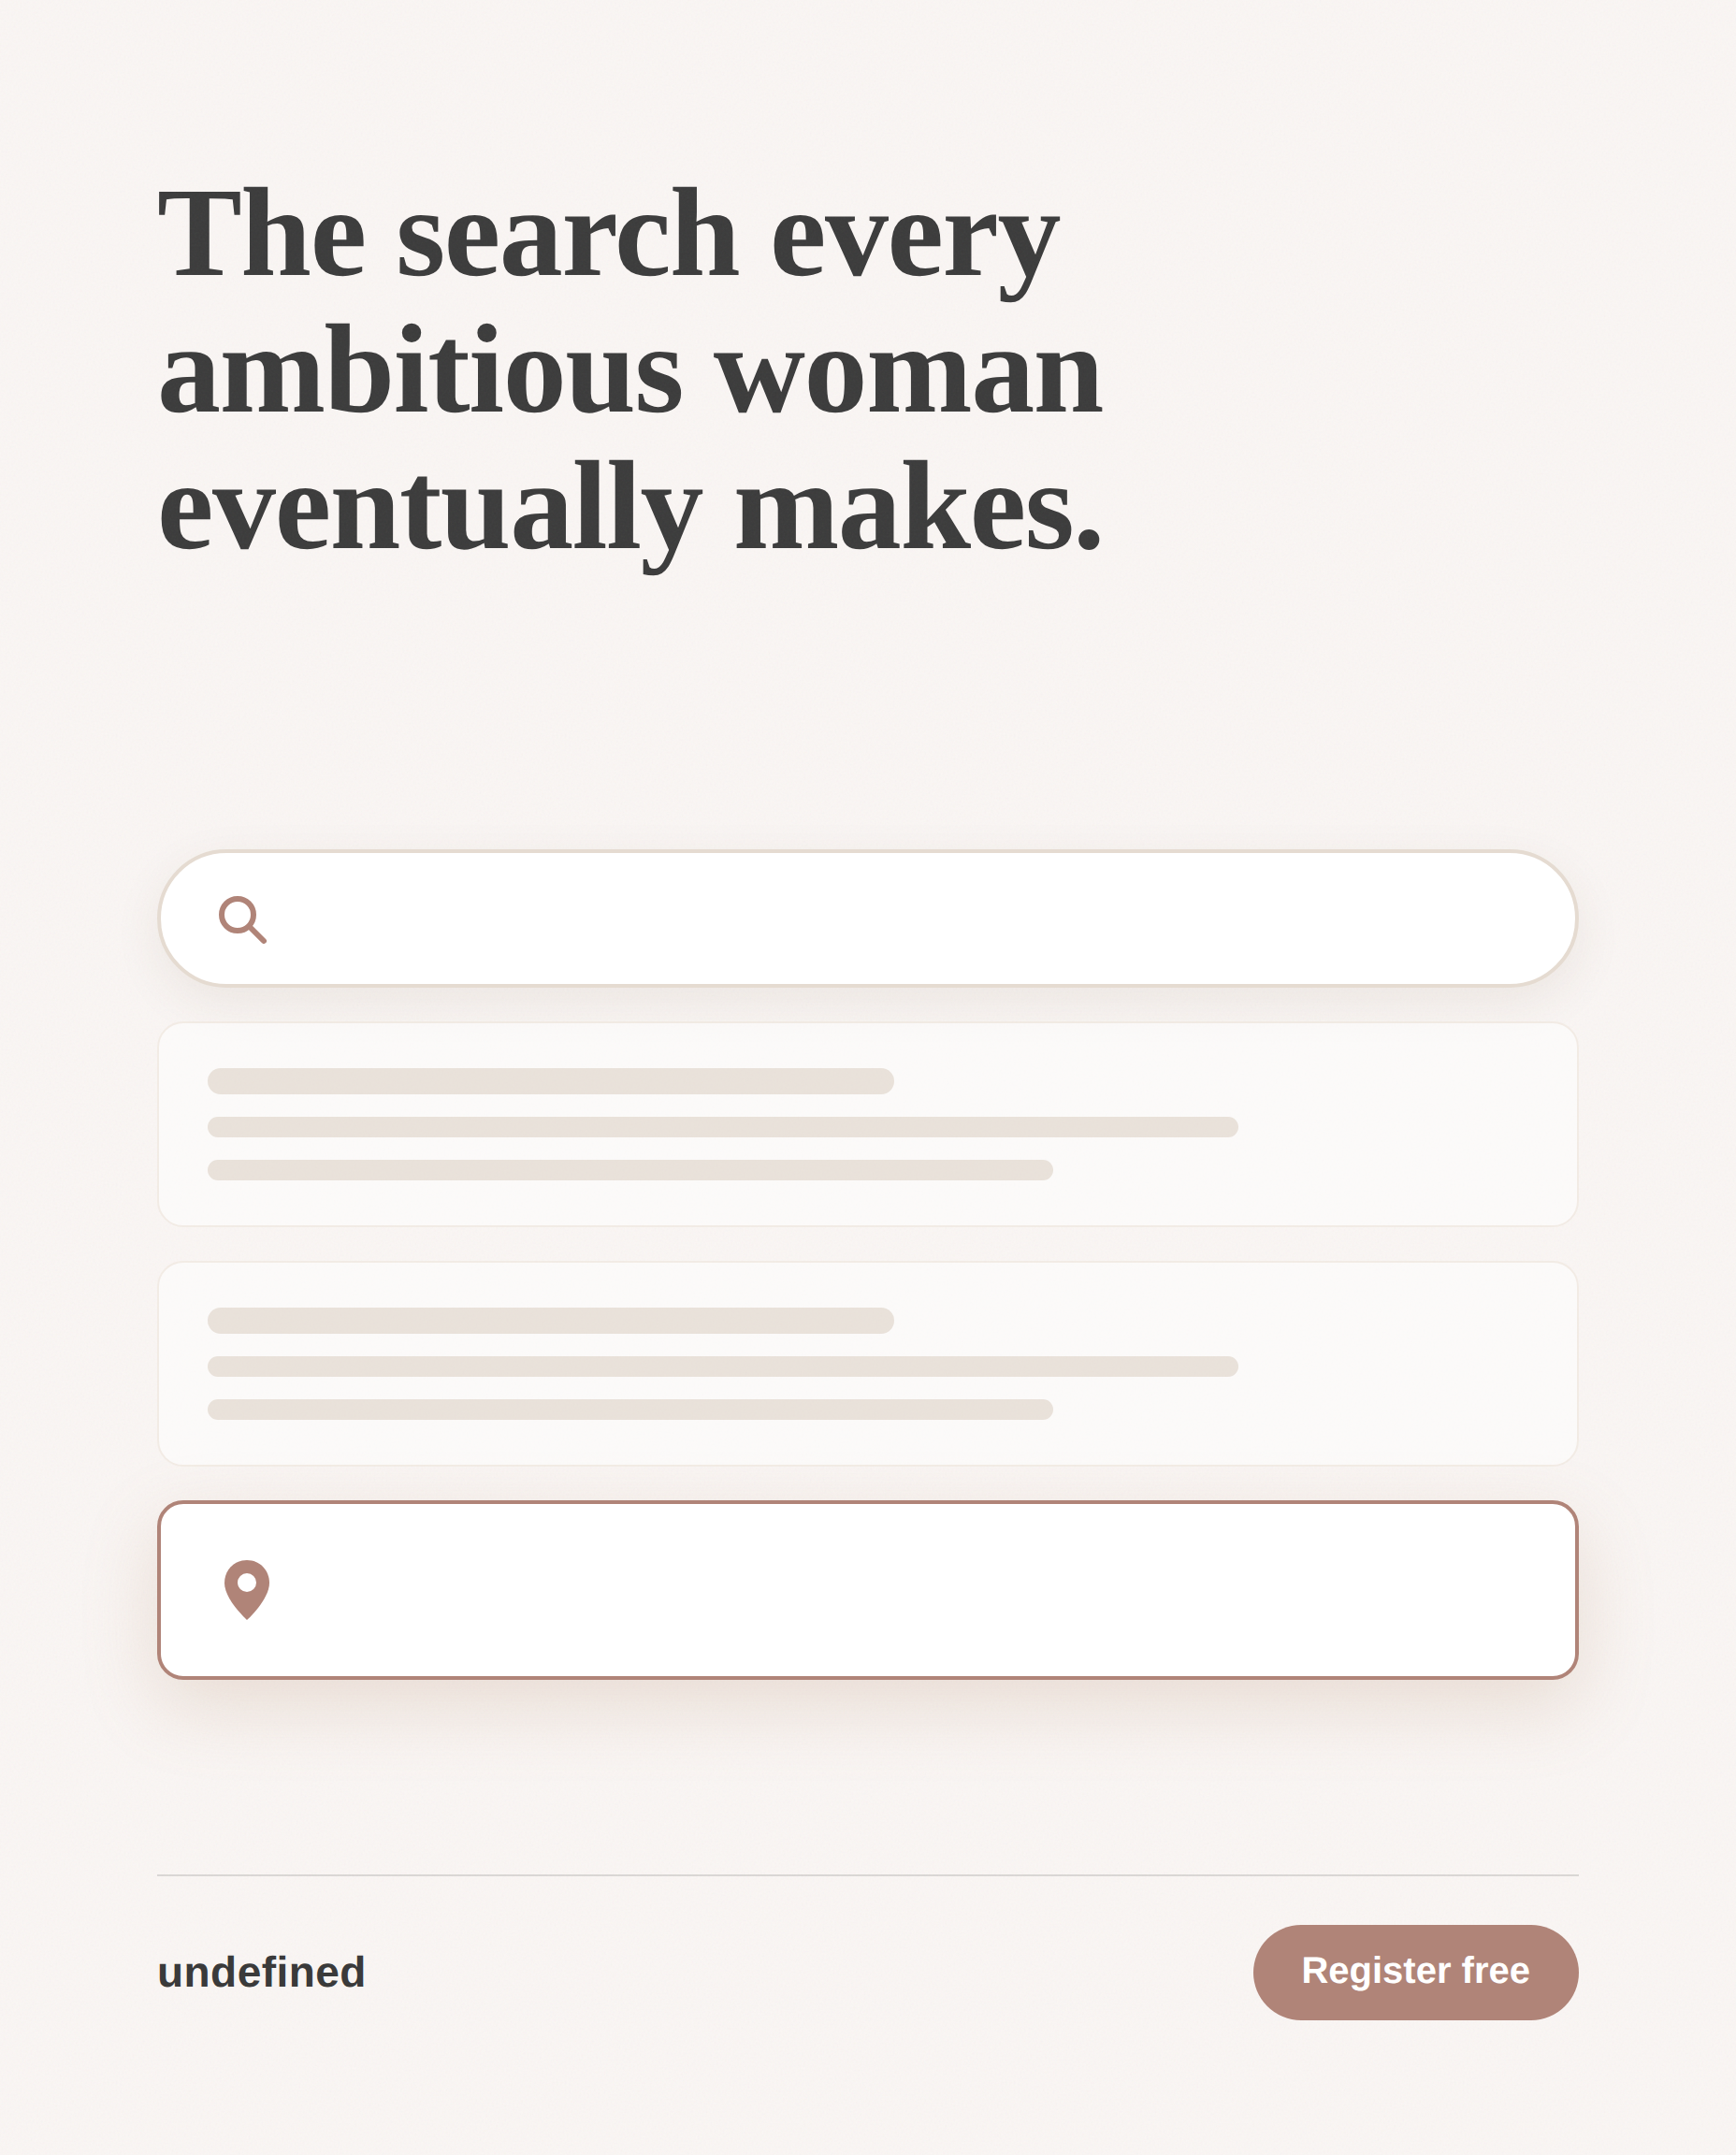 The search every
ambitious woman
eventually makes.
undefined
Register free